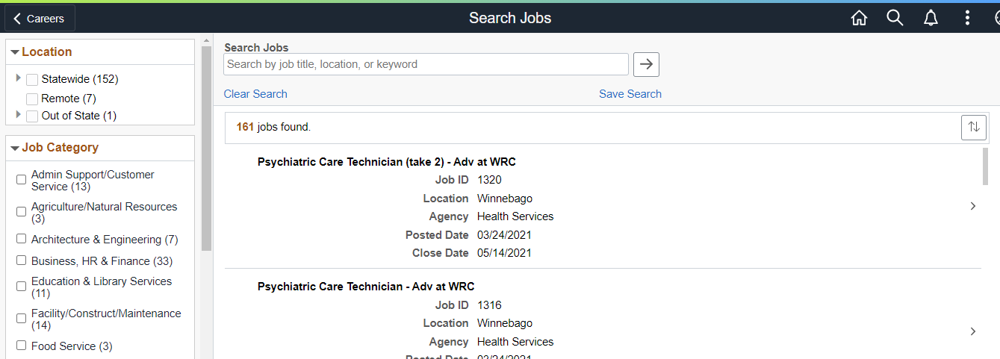 Careers
Search Jobs
Location
Statewide (152)
Remote (7)
Out of State (1)
Job Category
Admin Support/Customer
Service (13)
Agriculture/Natural Resources
(3)
Architecture & Engineering (7)
Business, HR & Finance (33)
Education & Library Services
(11)
Facility/Construct/Maintenance
(14)
Food Service (3)
Search Jobs
Search by job title, location, or keyword
Clear Search
Save Search
161 jobs found.
Psychiatric Care Technician (take 2) - Adv at WRC
Job ID 1320
Location Winnebago
Agency Health Services
Posted Date 03/24/2021
Close Date 05/14/2021
Psychiatric Care Technician - Adv at WRC
Job ID 1316
Location Winnebago
Agency Health Services
Posted Date 03/24/2021